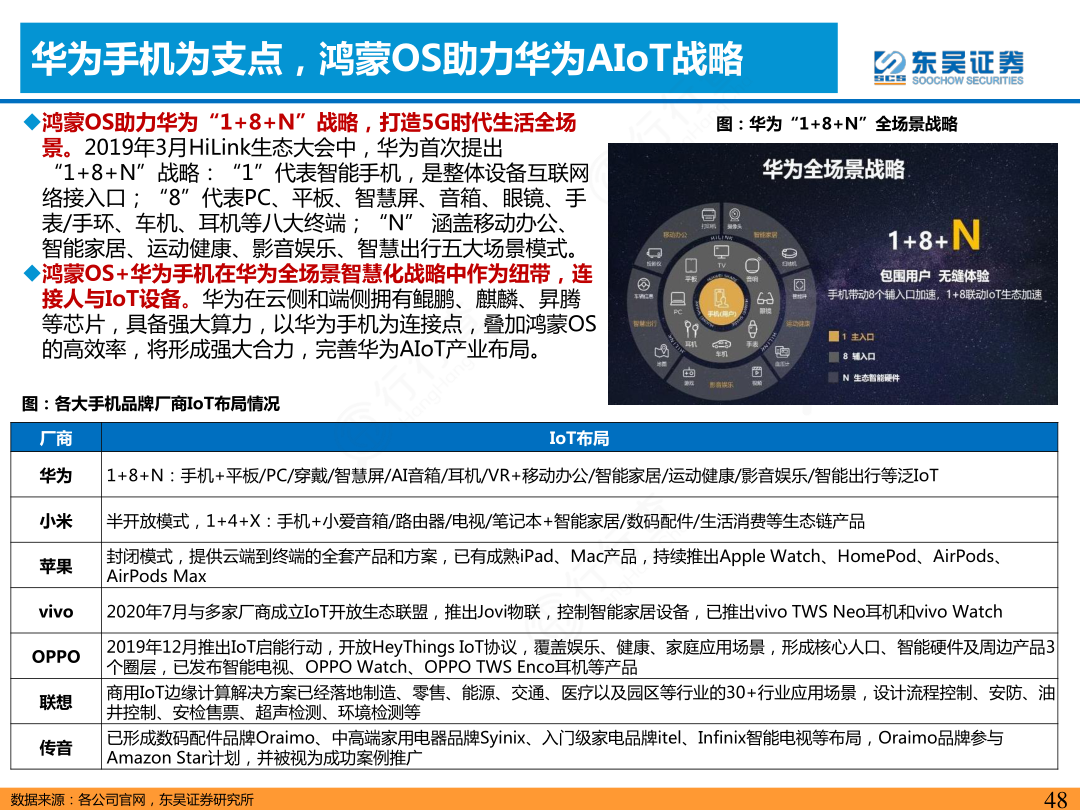 华为手机为支点，鸿蒙OS助力华为AIoT战略
东吴证券
SCS
SOOCHOW SECURITIES
◆鸿蒙OS助力华为“1+8+N”战略，打造5G时代生活全场
景。2019年3月HiLink生态大会中，华为首次提出
“1+8+N”战略：“1”代表智能手机，是整体设备互联网
络接入口；“8”代表PC、平板、智慧屏、音箱、眼镜、手
表/手环、车机、耳机等八大终端；“N” 涵盖移动办公、
智能家居、运动健康、影音娱乐、智慧出行五大场景模式。
◆鸿蒙OS+华为手机在华为全场景智慧化战略中作为纽带，连
接人与IoT设备。华为在云侧和端侧拥有鲲鹏、麒麟、昇腾
等芯片，具备强大算力，以华为手机为连接点，叠加鸿蒙OS
的高效率，将形成强大合力，完善华为AIoT产业布局。
图：华为“1+8+N”全场景战略
华为全场景战略
打印机
摄像头
移动办公
智能家居
HILINK
投影仪
扫地机
TV
平板
音响
车辆信息
PC
手机(用户)
眼镜
智慧出行
运动健康
耳机
车机
手表
地图
游戏
影音娱乐
视频
1+8+N
包围用户 无缝体验
手机带动8个辅入口加速，1+8联动IoT生态加速
1 主入口
8 辅入口
N 生态智能硬件
图：各大手机品牌厂商IoT布局情况
厂商 IoT布局
华为 1+8+N：手机+平板/PC/穿戴/智慧屏/AI音箱/耳机/VR+移动办公/智能家居/运动健康/影音娱乐/智能出行等泛IoT
小米 半开放模式，1+4+X：手机+小爱音箱/路由器/电视/笔记本+智能家居/数码配件/生活消费等生态链产品
苹果 封闭模式，提供云端到终端的全套产品和方案，已有成熟iPad、Mac产品，持续推出Apple Watch、HomePod、AirPods、
AirPods Max
vivo 2020年7月与多家厂商成立IoT开放生态联盟，推出Jovi物联，控制智能家居设备，已推出vivo TWS Neo耳机和vivo Watch
OPPO 2019年12月推出IoT启能行动，开放HeyThings IoT协议，覆盖娱乐、健康、家庭应用场景，形成核心人口、智能硬件及周边产品3
个圈层，已发布智能电视、OPPO Watch、OPPO TWS Enco耳机等产品
联想 商用IoT边缘计算解决方案已经落地制造、零售、能源、交通、医疗以及园区等行业的30+行业应用场景，设计流程控制、安防、油
井控制、安检售票、超声检测、环境检测等
传音 已形成数码配件品牌Oraimo、中高端家用电器品牌Syinix、入门级家电品牌itel、Infinix智能电视等布局，Oraimo品牌参与
Amazon Star计划，并被视为成功案例推广
数据来源：各公司官网，东吴证券研究所
48